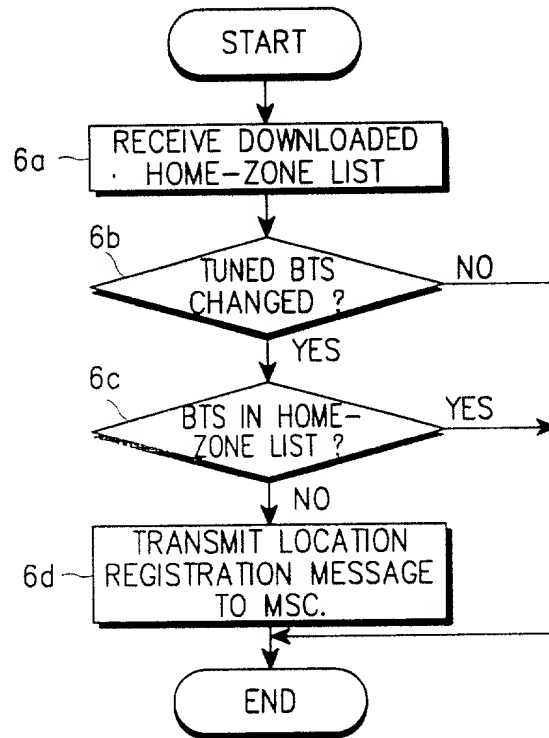 START
6a
RECEIVE DOWNLOADED
HOME-ZONE LIST
6b
TUNED BTS
CHANGED ?
NO
YES
6c
BTS IN HOME-
ZONE LIST ?
YES
NO
6d
TRANSMIT LOCATION
REGISTRATION MESSAGE
TO MSC.
END